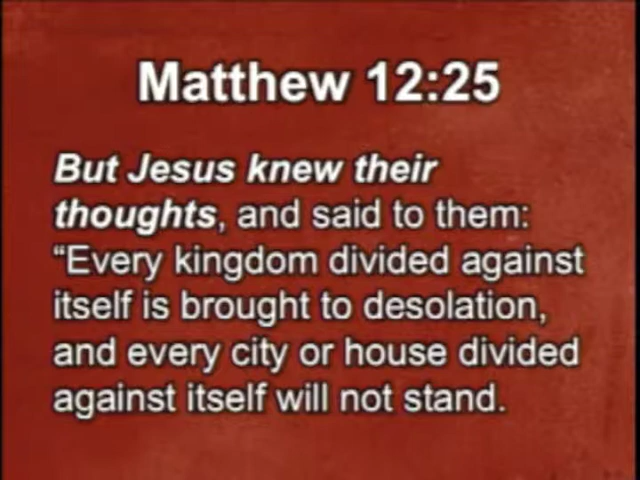 Matthew 12:25
But Jesus knew their
thoughts, and said to them:
“Every kingdom divided against
itself is brought to desolation,
and every city or house divided
against itself will not stand.